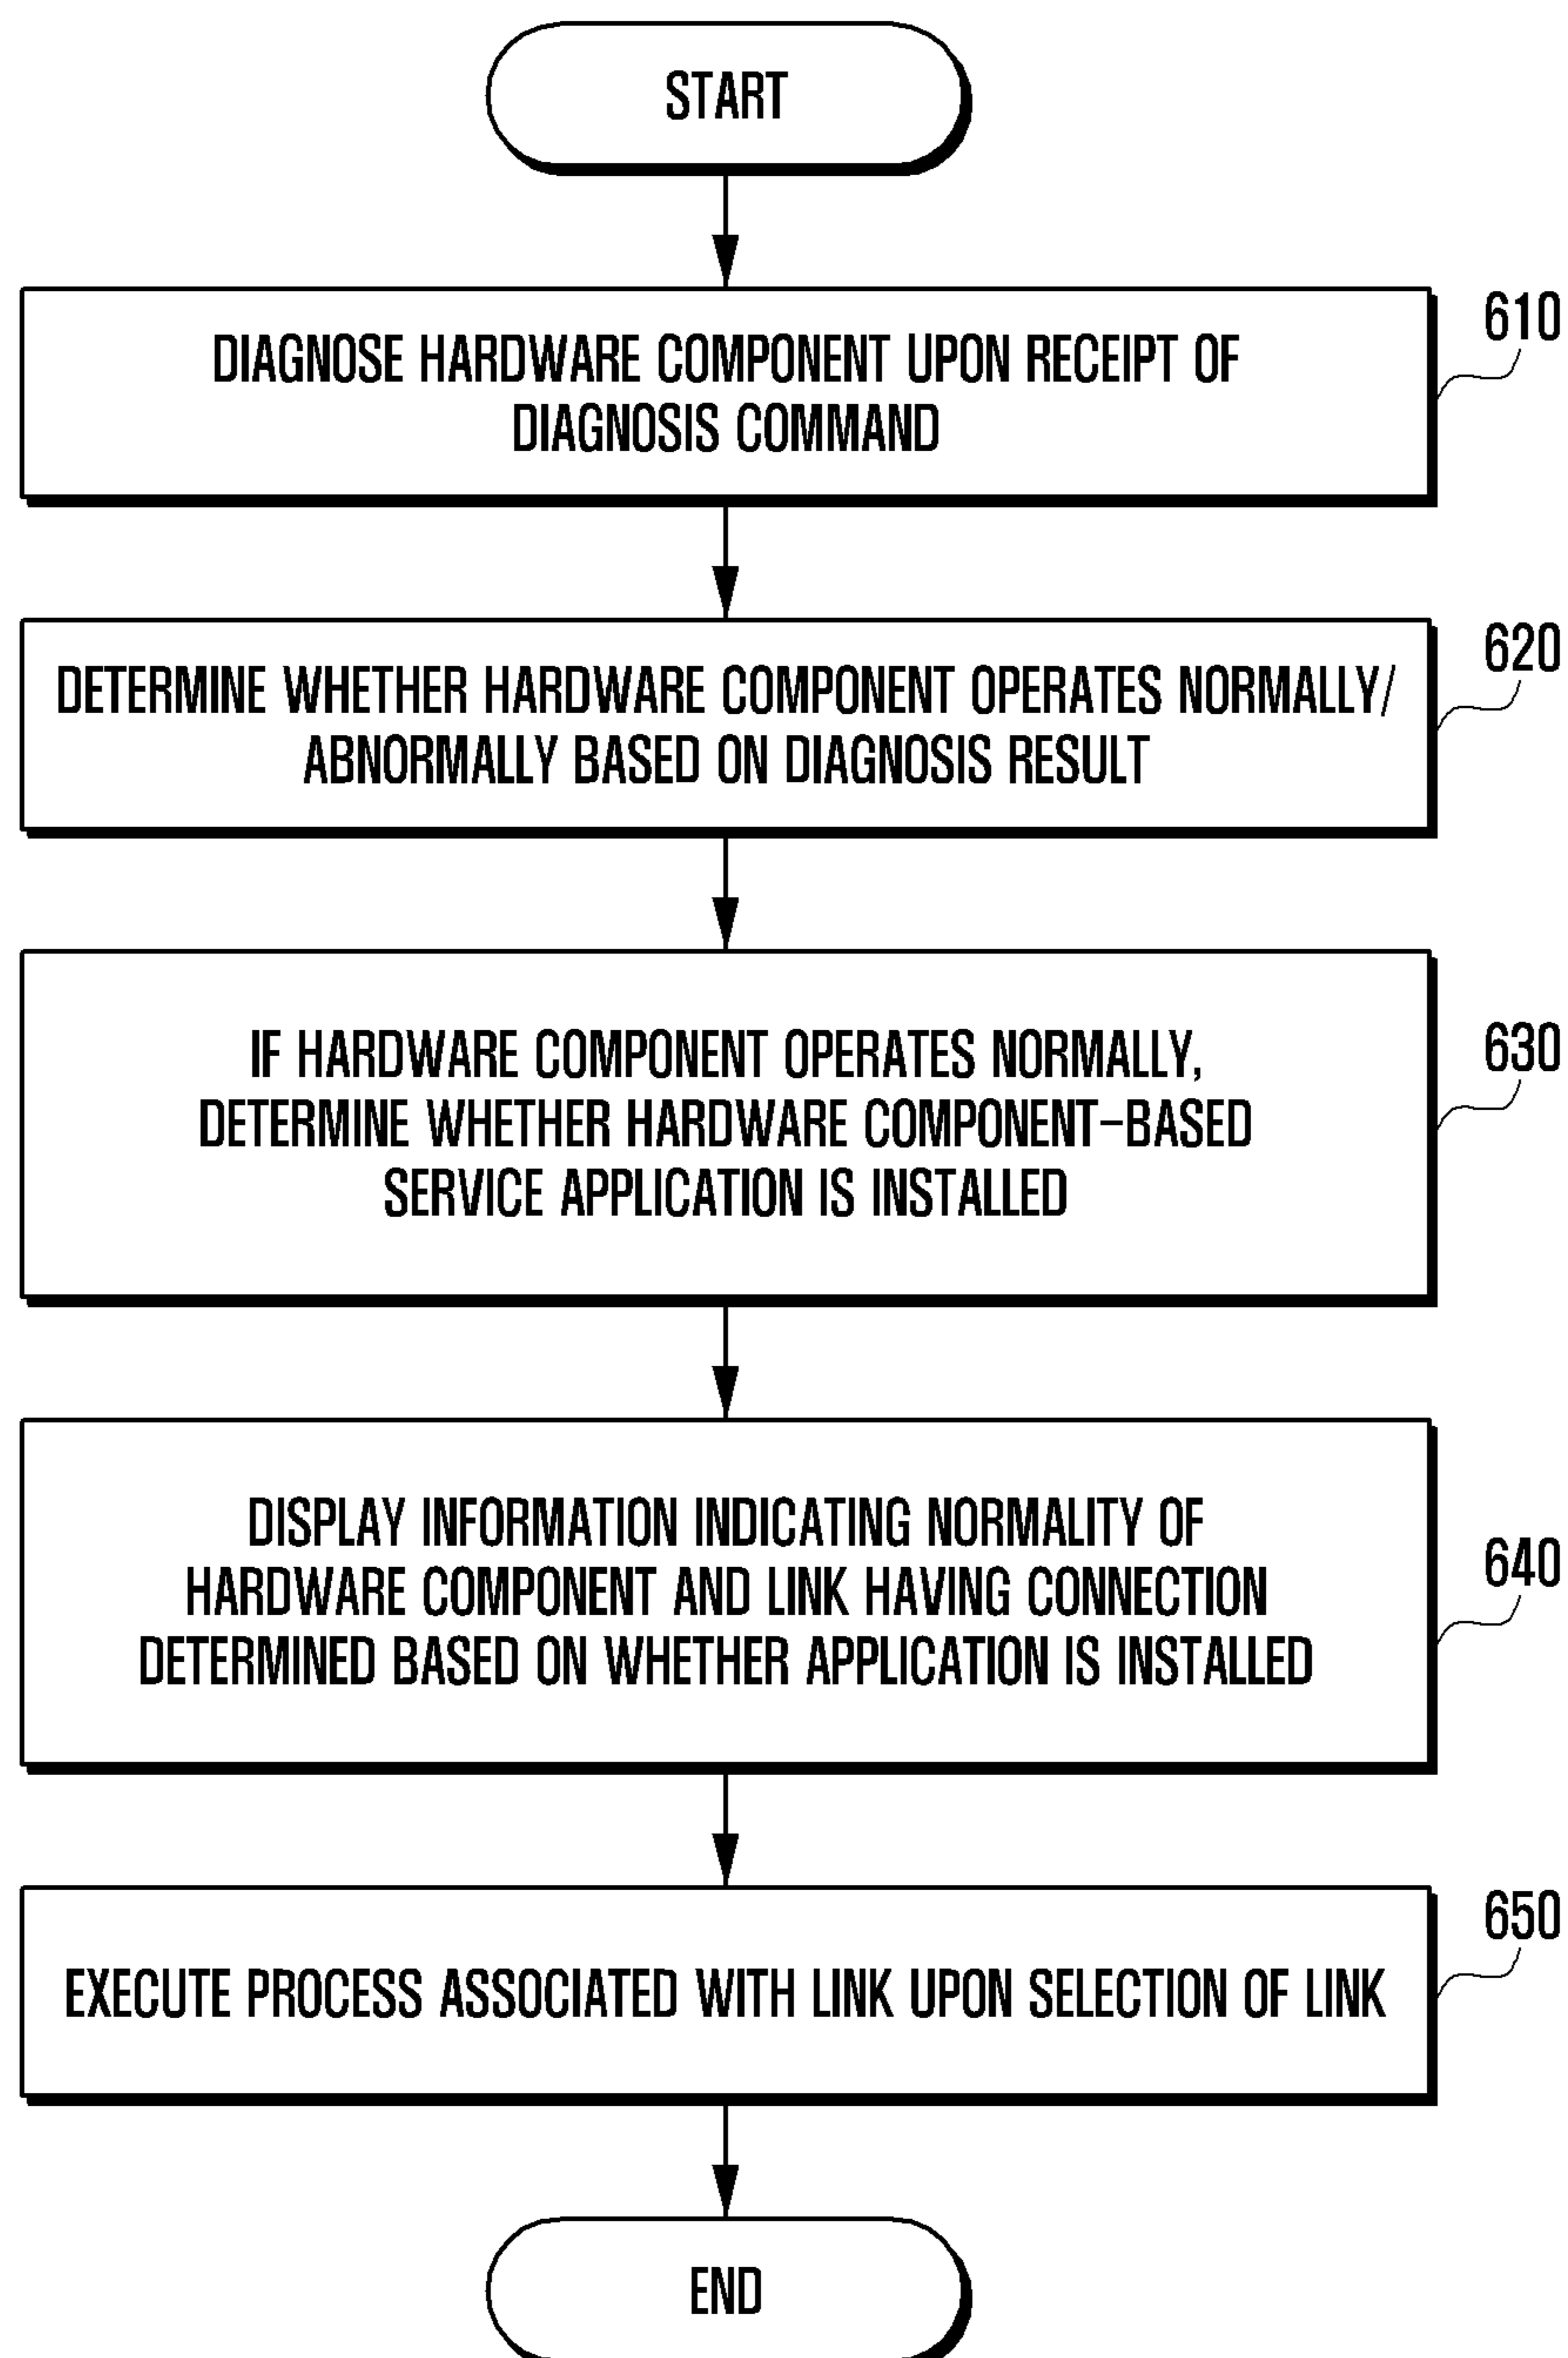 START
610
DIAGNOSE HARDWARE COMPONENT UPON RECEIPT OF
DIAGNOSIS COMMAND
620
DETERMINE WHETHER HARDWARE COMPONENT OPERATES NORMALLY/
ABNORMALLY BASED ON DIAGNOSIS RESULT
630
IF HARDWARE COMPONENT OPERATES NORMALLY,
DETERMINE WHETHER HARDWARE COMPONENT-BASED
SERVICE APPLICATION IS INSTALLED
640
DISPLAY INFORMATION INDICATING NORMALITY OF
HARDWARE COMPONENT AND LINK HAVING CONNECTION
DETERMINED BASED ON WHETHER APPLICATION IS INSTALLED
650
EXECUTE PROCESS ASSOCIATED WITH LINK UPON SELECTION OF LINK
END